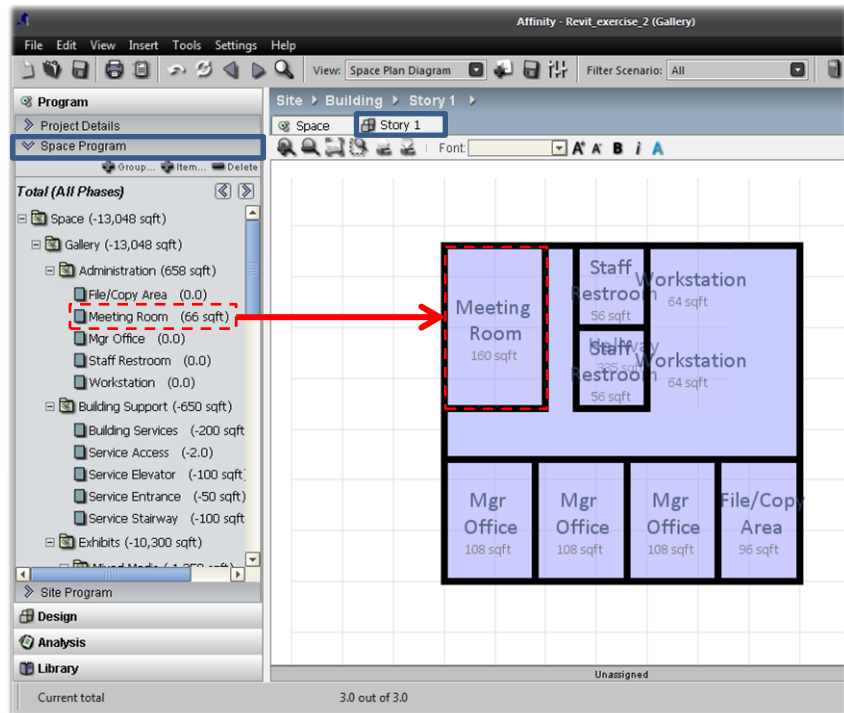 Affinity - Revit_exercise_2 (Gallery)
File Edit View Insert Tools Settings Help
View: Space Plan Diagram Filter Scenario: All
Program
Project Details
Space Program
Group... Item... Delete
Total (All Phases)
Space (-13,048 sqft)
Gallery (-13,048 sqft)
Administration (658 sqft)
File/Copy Area (0.0)
Meeting Room (66 sqft)
Mgr Office (0.0)
Staff Restroom (0.0)
Workstation (0.0)
Building Support (-650 sqft)
Building Services (-200 sqft
Service Access (-2.0)
Service Elevator (-100 sqft
Service Entrance (-50 sqft)
Service Stairway (-100 sqft
Exhibits (-10,300 sqft)
Site Program
Design
Analysis
Library
Current total
3.0 out of 3.0
Site Building Story 1
Space Story 1
Font A A B i A
Meeting
Room
160 sqft
Staff
Restroom
56 sqft
Workstation
64 sqft
Staff
Restroom
56 sqft
Hallway
Workstation
64 sqft
Mgr
Office
108 sqft
Mgr
Office
108 sqft
Mgr
Office
108 sqft
File/Copy
Area
96 sqft
Unassigned